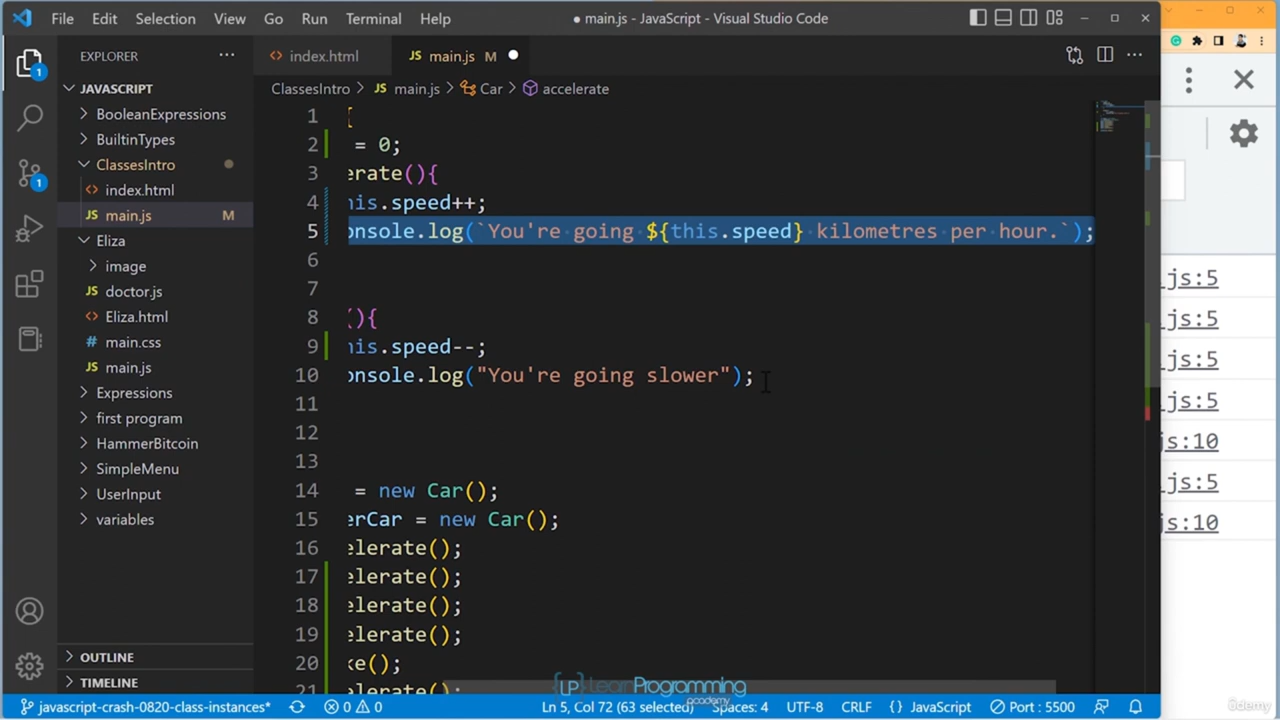 File Edit Selection View Go Run Terminal Help
● main.js - JavaScript - Visual Studio Code
EXPLORER
index.html
JS main.js M
ClassesIntro > JS main.js > Car > accelerate
JAVASCRIPT
BooleanExpressions
BuiltinTypes
ClassesIntro
index.html
JS main.js M
Eliza
image
JS doctor.js
Eliza.html
# main.css
JS main.js
Expressions
first program
HammerBitcoin
SimpleMenu
UserInput
variables
OUTLINE
TIMELINE
1
1
1 {
2 = 0;
3 erate(){
4 his.speed++;
5 onsole.log(`You're going ${this.speed} kilometres per hour.`);
6
7
8 (){
9 his.speed--;
10 onsole.log("You're going slower");
11
12
13
14 = new Car();
15 erCar = new Car();
16 elerate();
17 elerate();
18 elerate();
19 elerate();
20 ke();
21 elerate();
js:5
js:5
js:5
js:5
js:10
js:5
js:10
{LP} LearnProgramming
academy
javascript-crash-0820-class-instances* 0 0 Ln 5, Col 72 (63 selected) Spaces: 4 UTF-8 CRLF {} JavaScript Port : 5500
ûdemy